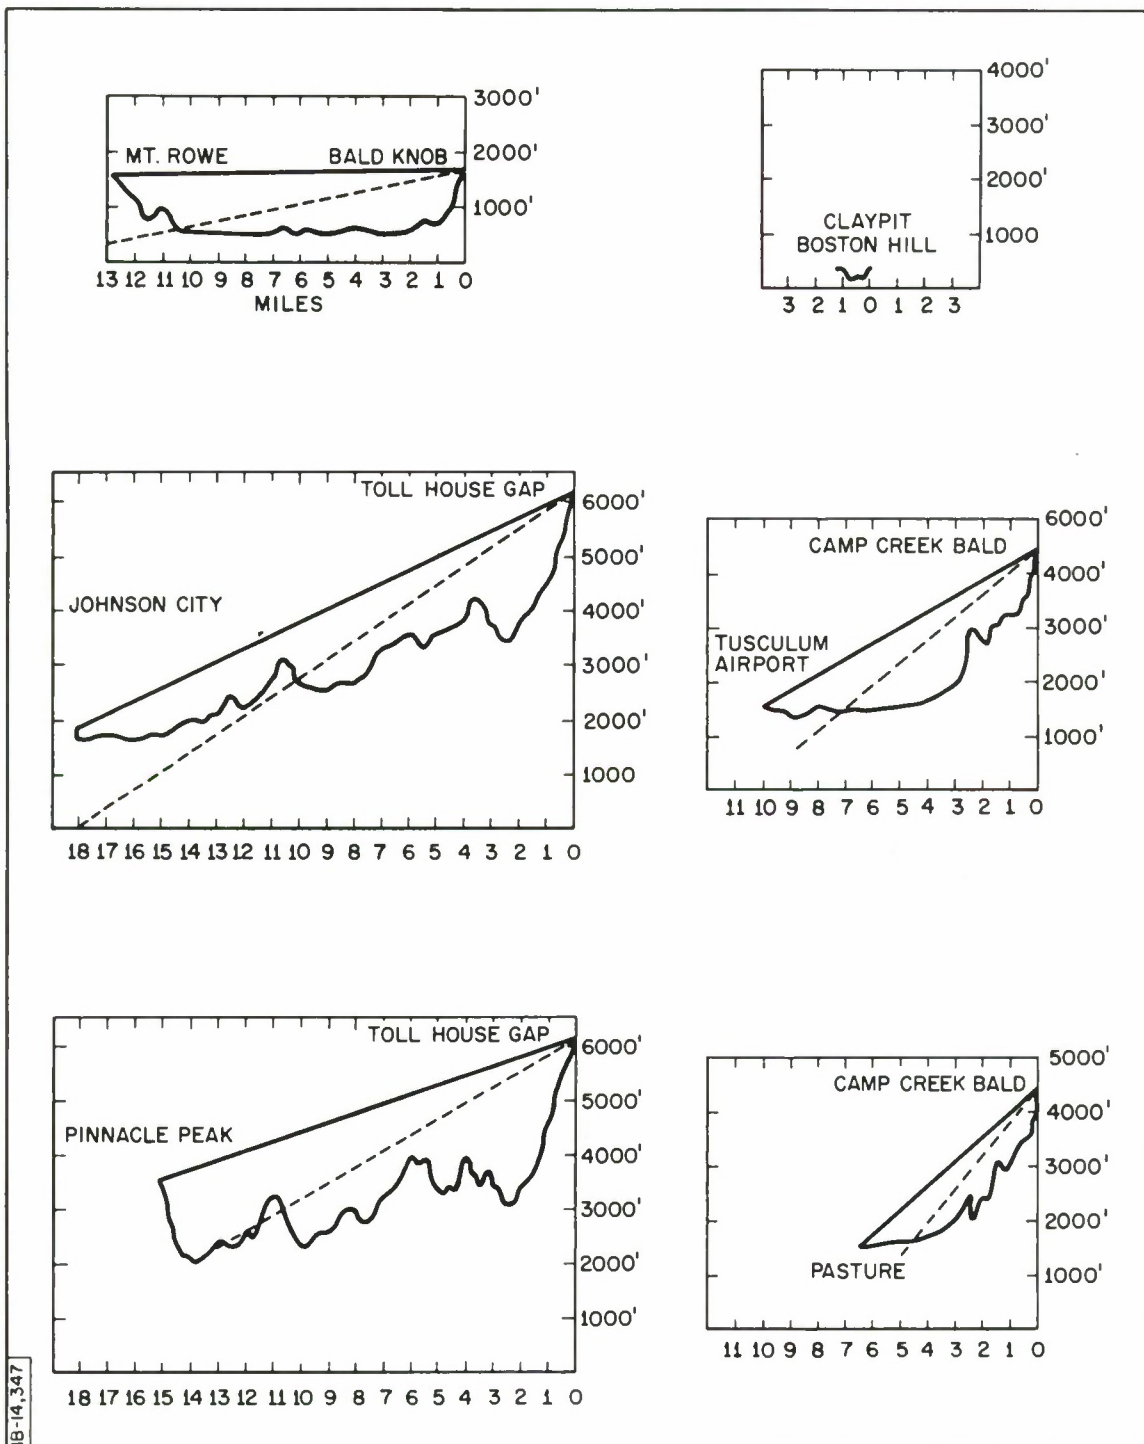 3000'
MT. ROWE BALD KNOB 2000'
1000'
13 12 11 10 9 8 7 6 5 4 3 2 1 0
MILES
4000'
3000'
2000'
CLAYPIT
BOSTON HILL
1000
3 2 1 0 1 2 3
TOLL HOUSE GAP
6000'
5000'
JOHNSON CITY
4000'
3000'
2000'
1000
18 17 16 15 14 13 12 11 10 9 8 7 6 5 4 3 2 1 0
6000'
CAMP CREEK BALD
4000'
3000'
TUSCULUM
AIRPORT
2000'
1000'
11 10 9 8 7 6 5 4 3 2 1 0
TOLL HOUSE GAP
6000'
5000'
PINNACLE PEAK
4000'
3000'
2000'
1000'
18 17 16 15 14 13 12 11 10 9 8 7 6 5 4 3 2 1 0
5000'
CAMP CREEK BALD
4000'
3000'
2000'
PASTURE
1000'
11 10 9 8 7 6 5 4 3 2 1 0
18-14,347